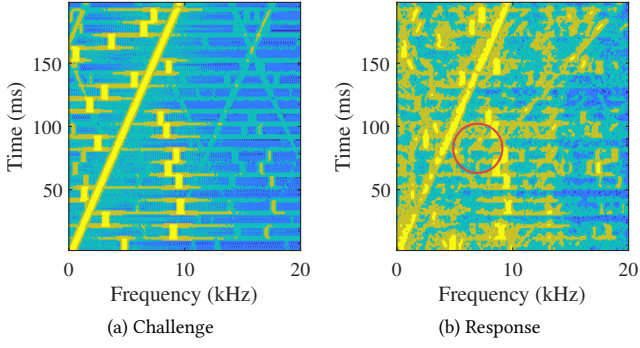 150
100
50
0 10 20
Time (ms)
Frequency (kHz)
(a) Challenge
150
100
50
0 10 20
Time (ms)
Frequency (kHz)
(b) Response